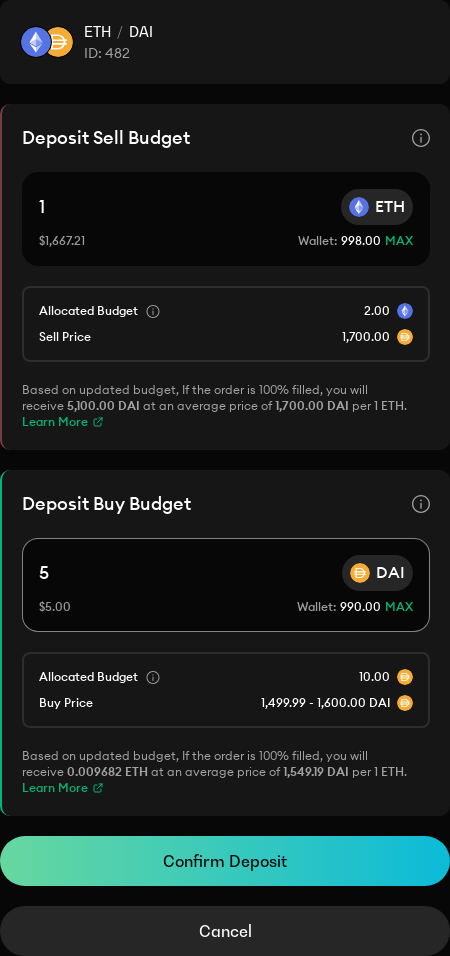 ETH / DAI
ID: 482
Deposit Sell Budget
1
ETH
$1,667.21
Wallet: 998.00 MAX
Allocated Budget
2.00
Sell Price
1,700.00
Based on updated budget, If the order is 100% filled, you will
receive 5,100.00 DAI at an average price of 1,700.00 DAI per 1 ETH.
Learn More
Deposit Buy Budget
5
DAI
$5.00
Wallet: 990.00 MAX
Allocated Budget
10.00
Buy Price
1,499.99 - 1,600.00 DAI
Based on updated budget, If the order is 100% filled, you will
receive 0.009682 ETH at an average price of 1,549.19 DAI per 1 ETH.
Learn More
Confirm Deposit
Cancel